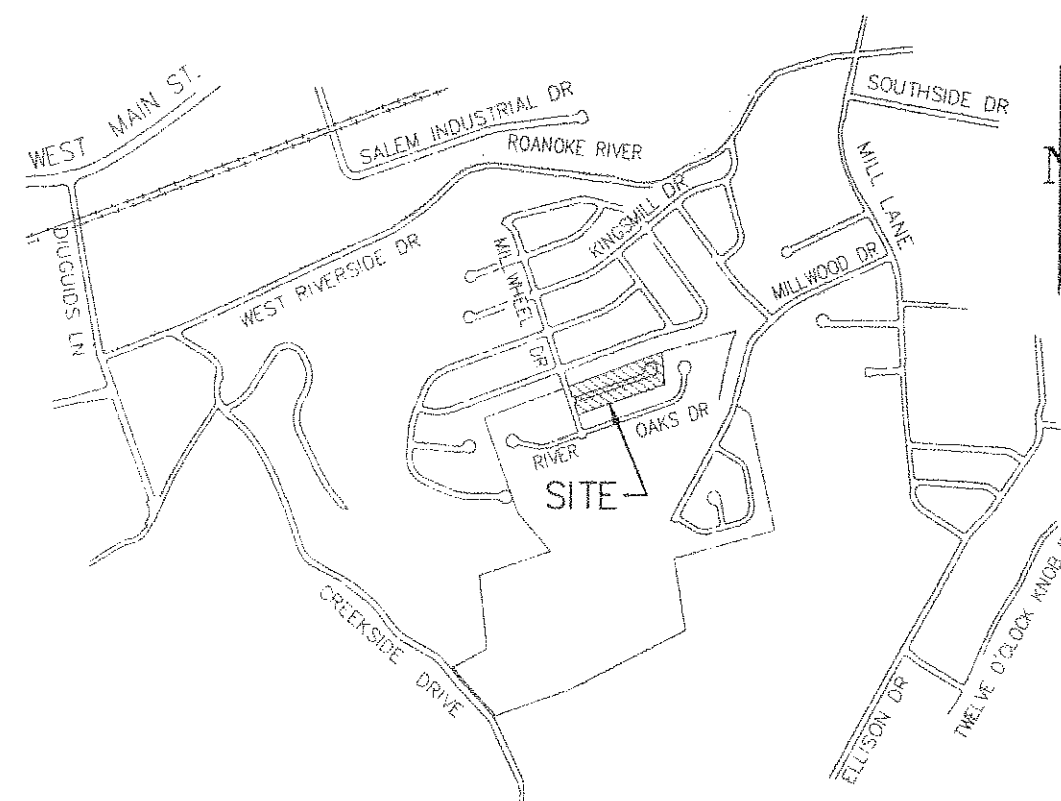 WEST MAIN ST.
SALEM INDUSTRIAL DR
ROANOKE RIVER
SOUTHSIDE DR
N
DIUGUIDS LN
WEST RIVERSIDE DR
MILL WHEEL DR
KINGSMILL DR
MILL LANE
MILLWOOD DR
RIVER OAKS DR
SITE
CREEKSIDE DRIVE
ELLISON DR
TWELVE O'CLOCK KNOB